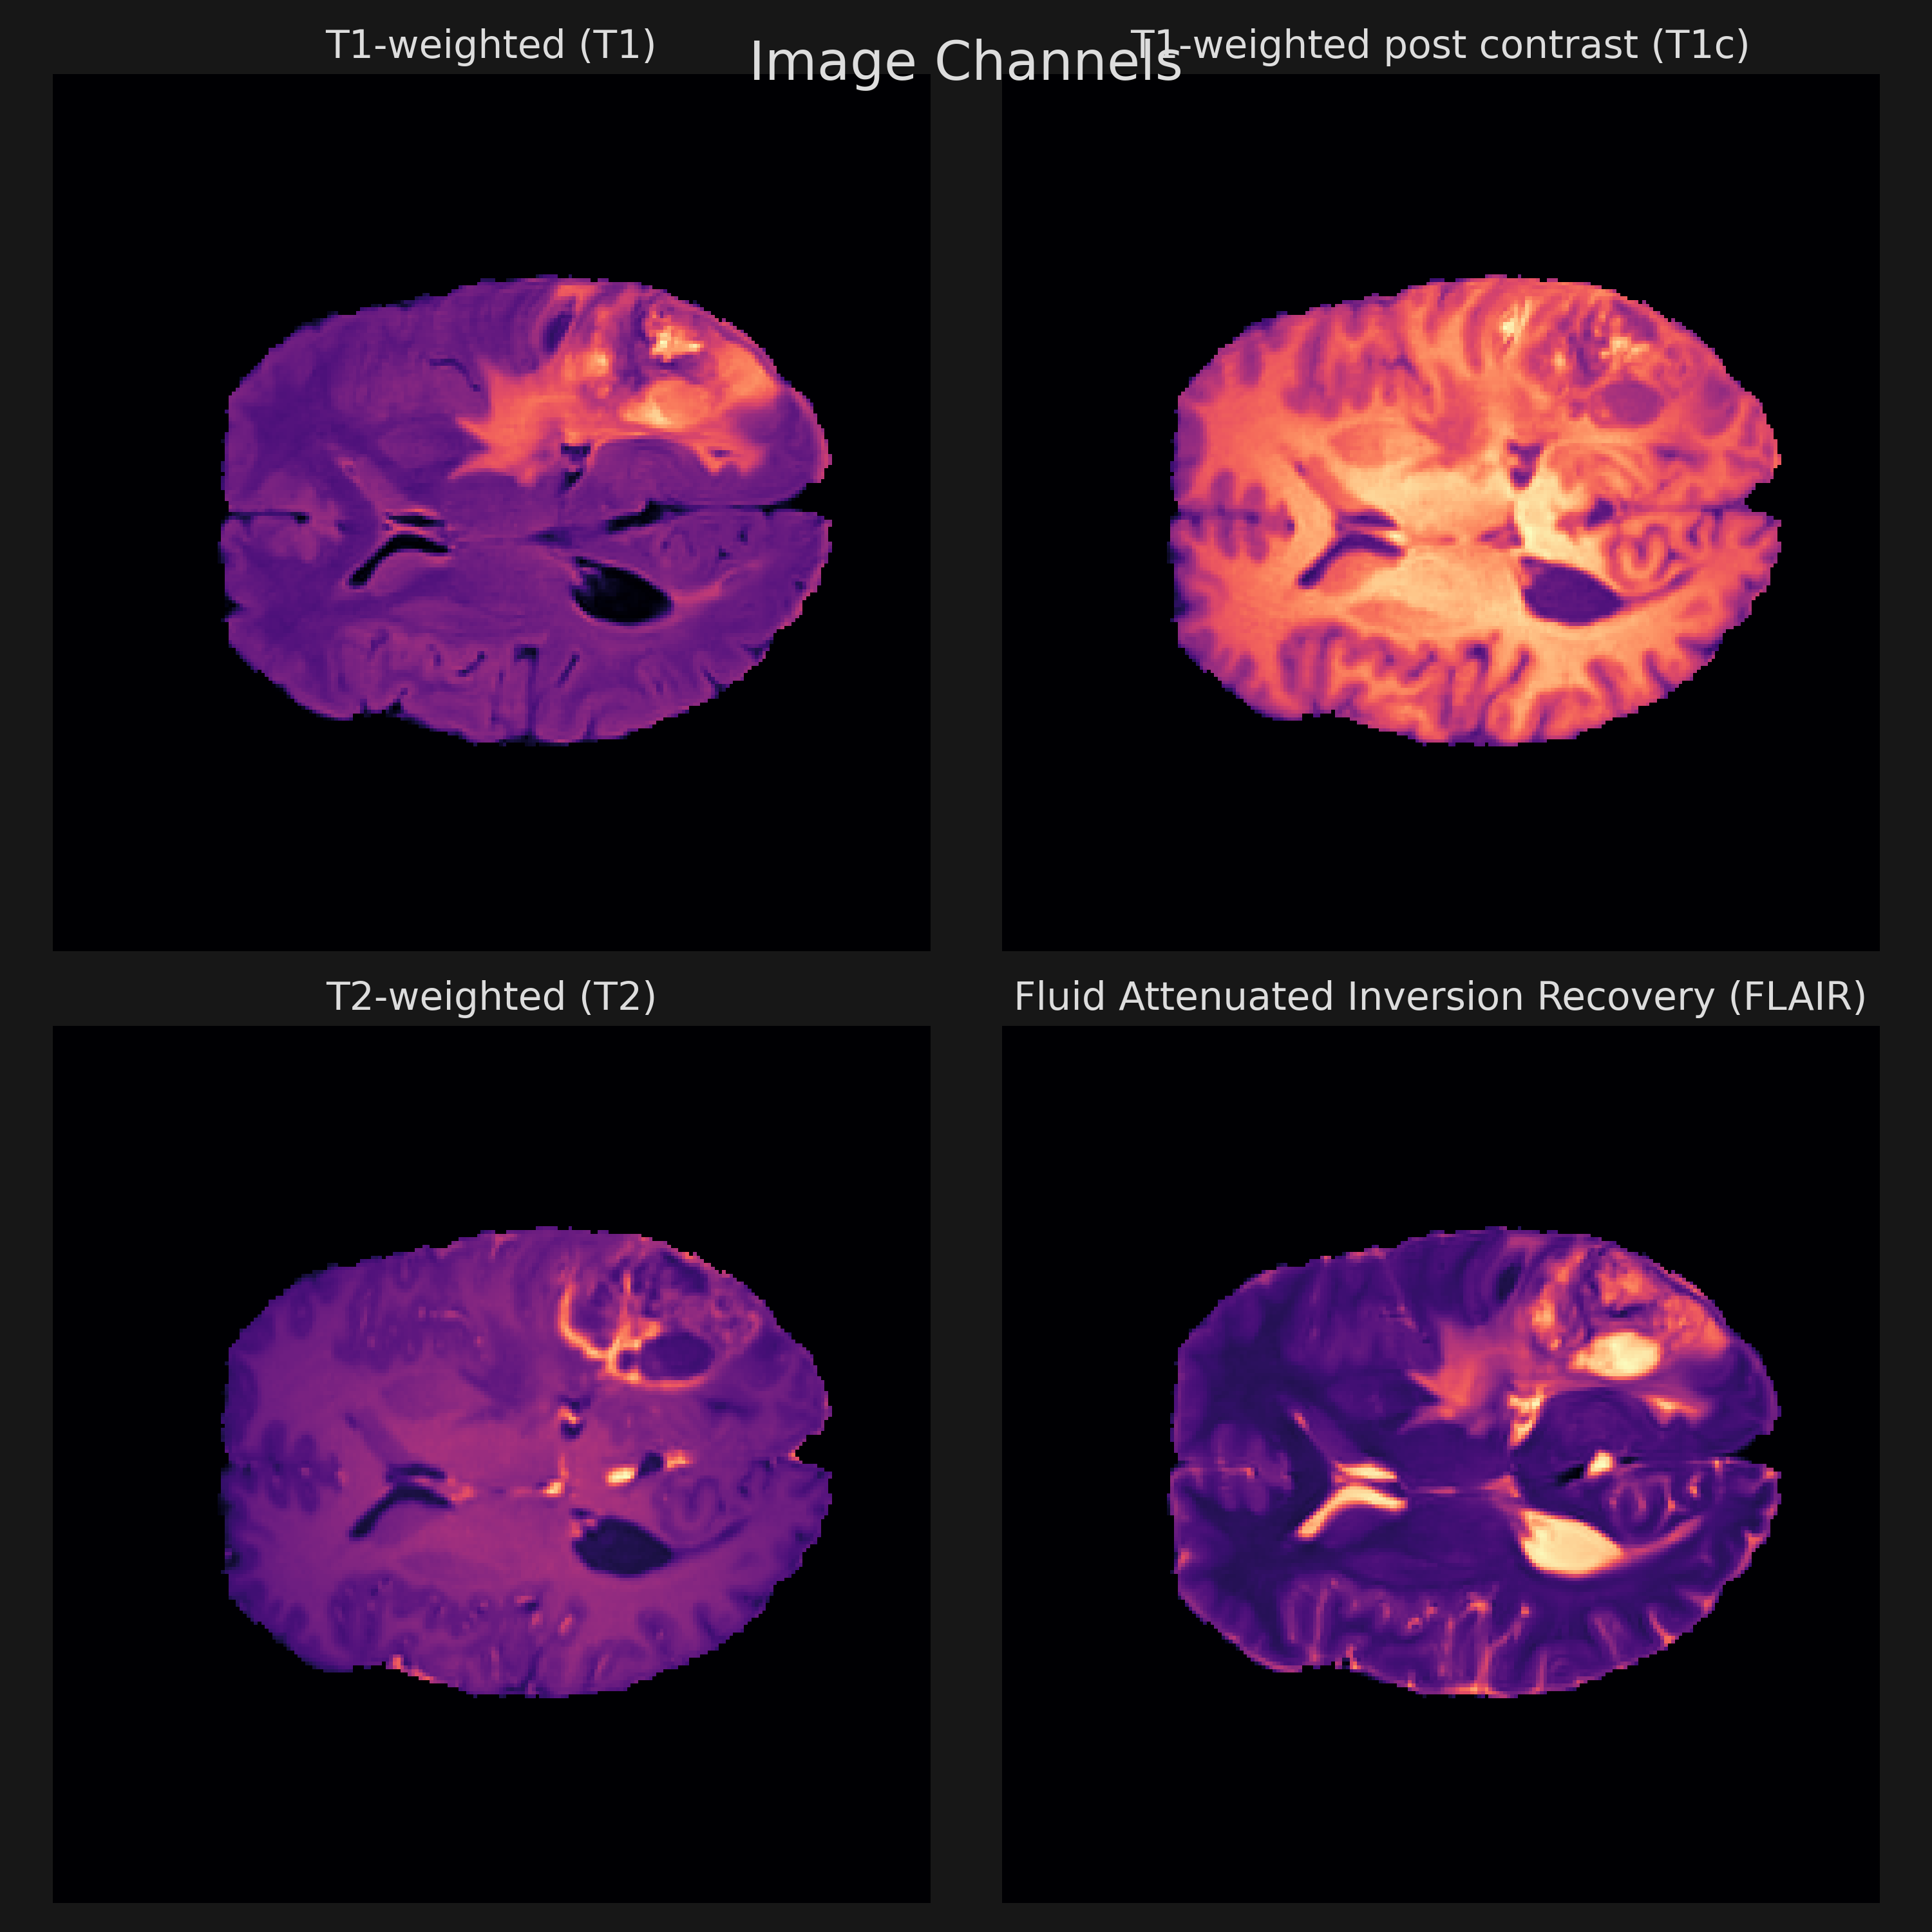 Image Channels
T1-weighted (T1)
T1-weighted post contrast (T1c)
T2-weighted (T2)
Fluid Attenuated Inversion Recovery (FLAIR)